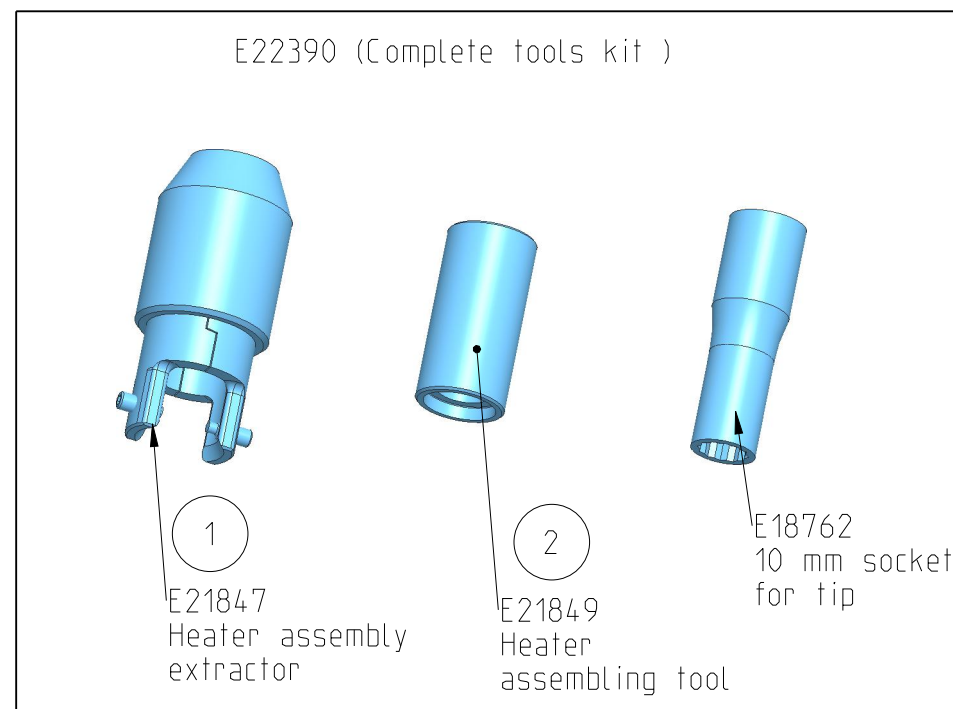 E22390 (Complete tools kit )
1
E21847
Heater assembly
extractor
2
E21849
Heater
assembling tool
E18762
10 mm socket
for tip